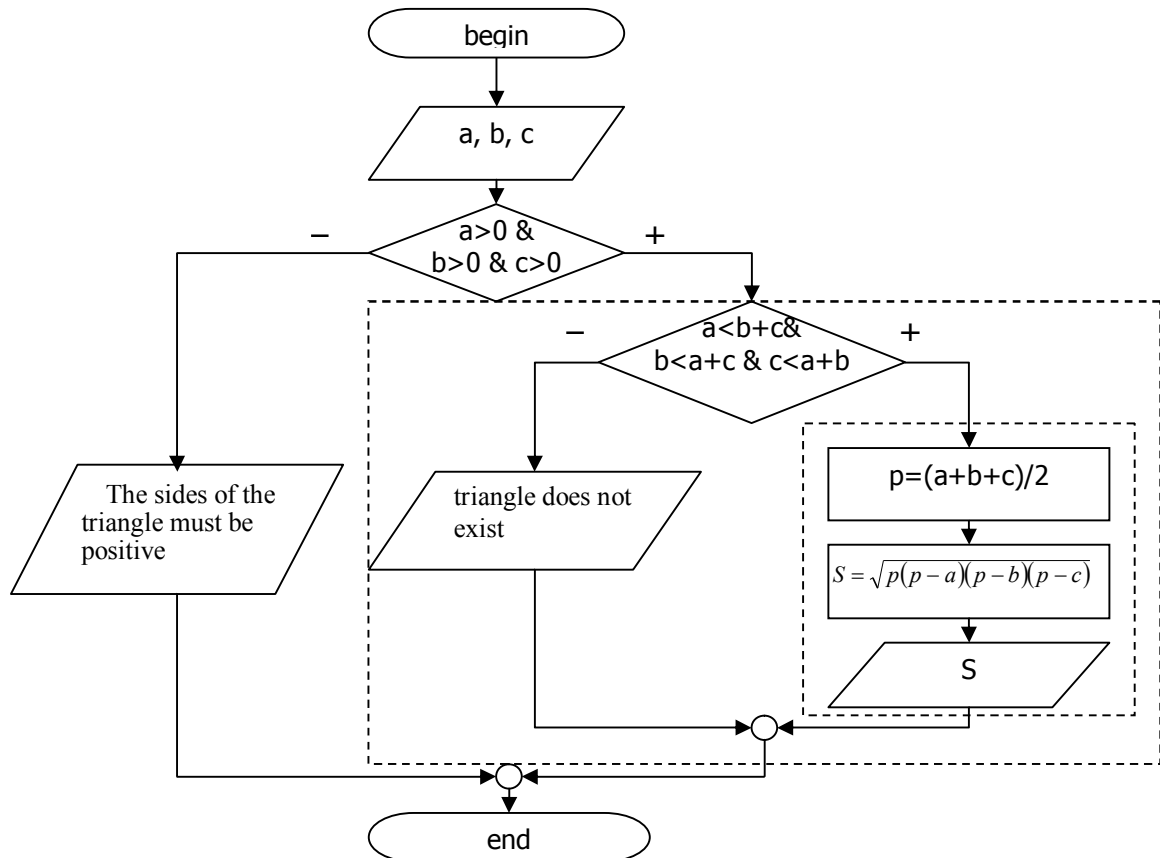 begin
a, b, c
−
a>0 &
b>0 & c>0
+
−
a<b+c&
b<a+c & c<a+b
+
The sides of the
triangle must be
positive
triangle does not
exist
p=(a+b+c)/2
S = √p(p − a)(p − b)(p − c)
S
end